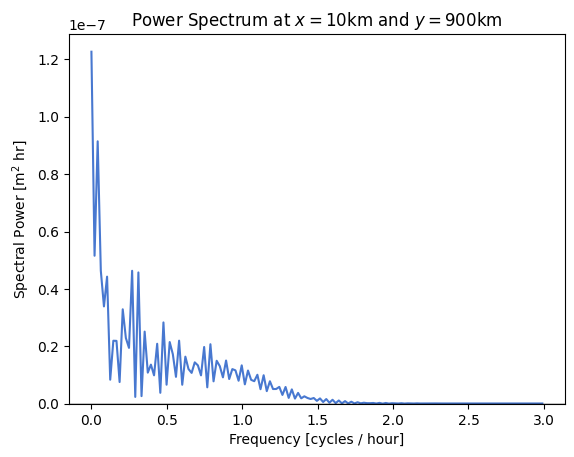 Power Spectrum at x = 10km and y = 900km
1e−7
1.2
1.0
0.8
0.6
0.4
0.2
0.0
Spectral Power [m² hr]
0.0 0.5 1.0 1.5 2.0 2.5 3.0
Frequency [cycles / hour]